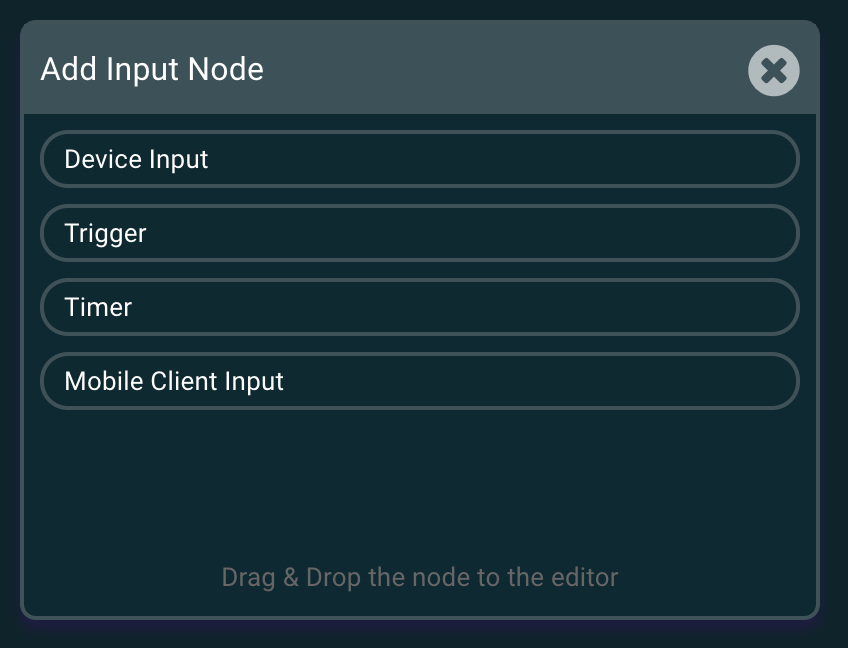 Add Input Node
Device Input
Trigger
Timer
Mobile Client Input
Drag & Drop the node to the editor